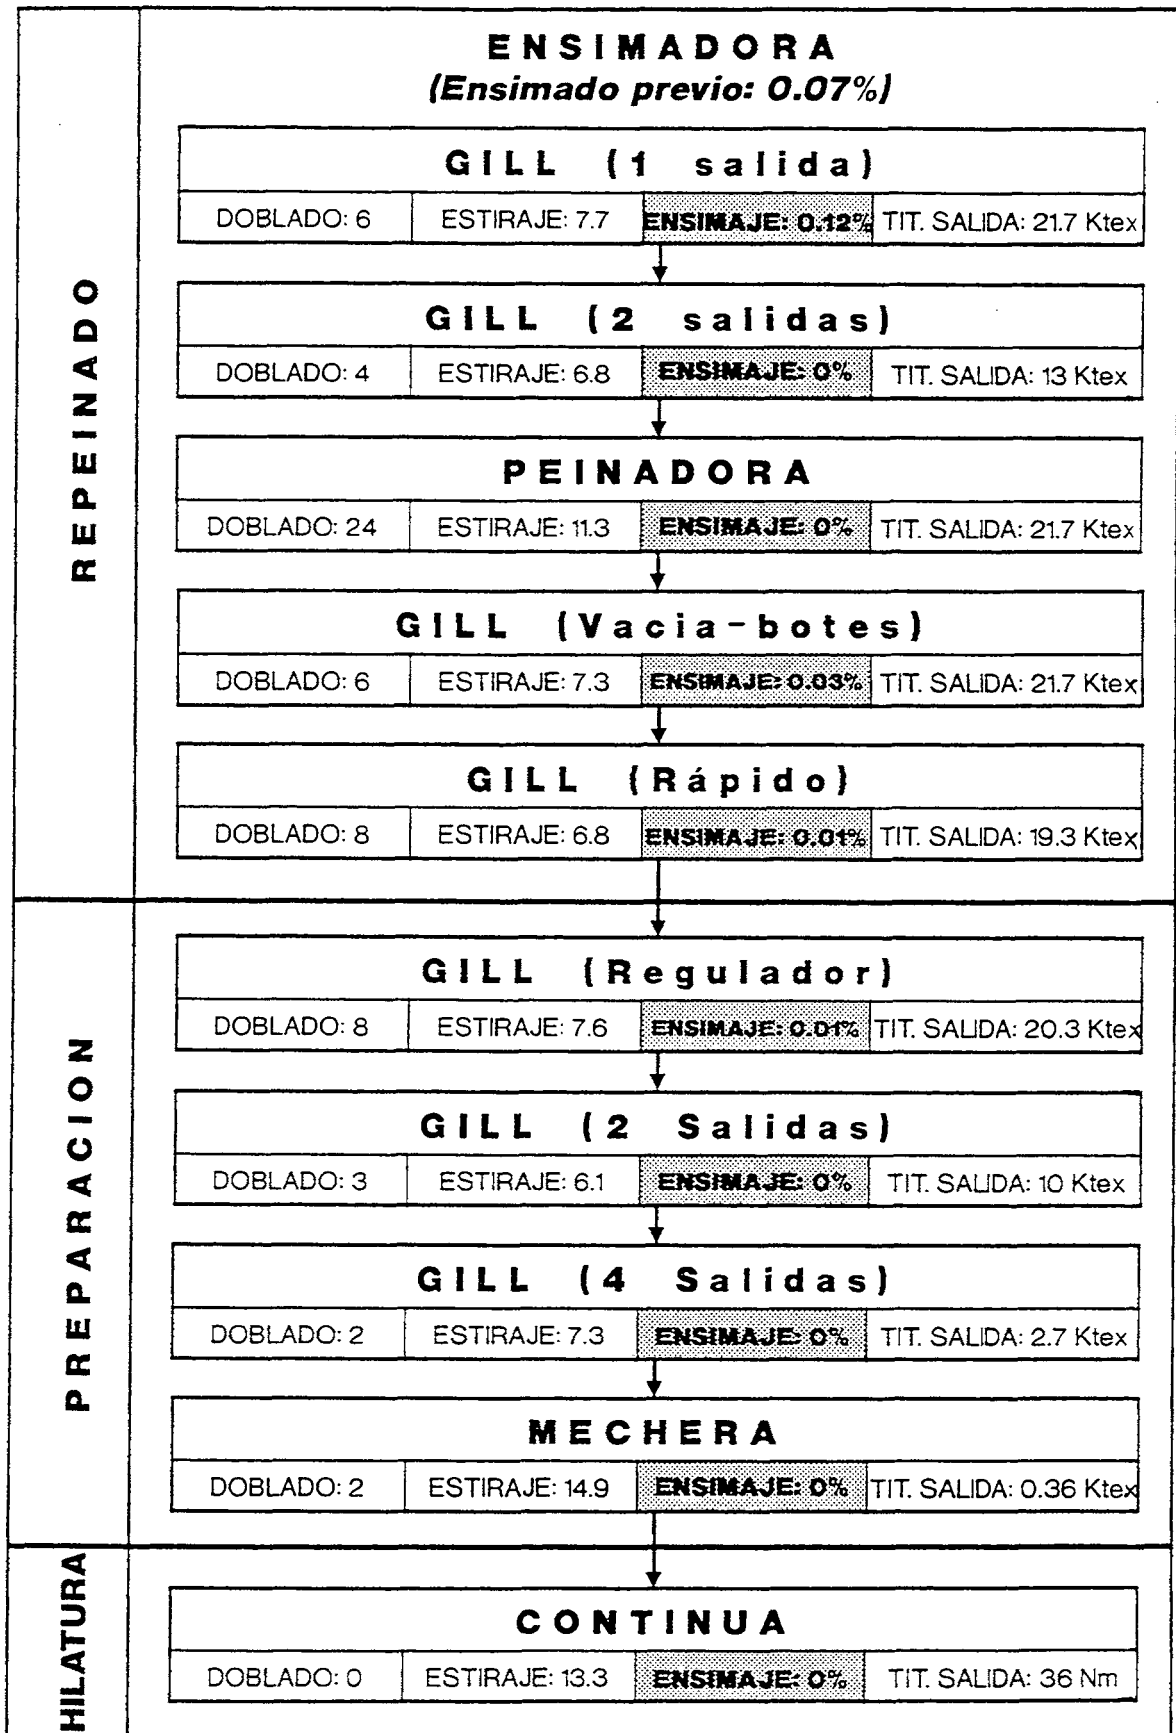 REPEINADO
ENSIMADORA
(Ensimado previo: 0.07%)
GILL (1 salida)
DOBLADO: 6 ESTIRAJE: 7.7 ENSIMAJE: 0.12% TIT. SALIDA: 21.7 Ktex
GILL (2 salidas)
DOBLADO: 4 ESTIRAJE: 6.8 ENSIMAJE: 0% TIT. SALIDA: 13 Ktex
PEINADORA
DOBLADO: 24 ESTIRAJE: 11.3 ENSIMAJE: 0% TIT. SALIDA: 21.7 Ktex
GILL (Vacia-botes)
DOBLADO: 6 ESTIRAJE: 7.3 ENSIMAJE: 0.03% TIT. SALIDA: 21.7 Ktex
GILL (Rápido)
DOBLADO: 8 ESTIRAJE: 6.8 ENSIMAJE: 0.01% TIT. SALIDA: 19.3 Ktex
PREPARACION
GILL (Regulador)
DOBLADO: 8 ESTIRAJE: 7.6 ENSIMAJE: 0.01% TIT. SALIDA: 20.3 Ktex
GILL (2 Salidas)
DOBLADO: 3 ESTIRAJE: 6.1 ENSIMAJE: 0% TIT. SALIDA: 10 Ktex
GILL (4 Salidas)
DOBLADO: 2 ESTIRAJE: 7.3 ENSIMAJE: 0% TIT. SALIDA: 2.7 Ktex
MECHERA
DOBLADO: 2 ESTIRAJE: 14.9 ENSIMAJE: 0% TIT. SALIDA: 0.36 Ktex
HILATURA
CONTINUA
DOBLADO: 0 ESTIRAJE: 13.3 ENSIMAJE: 0% TIT. SALIDA: 36 Nm